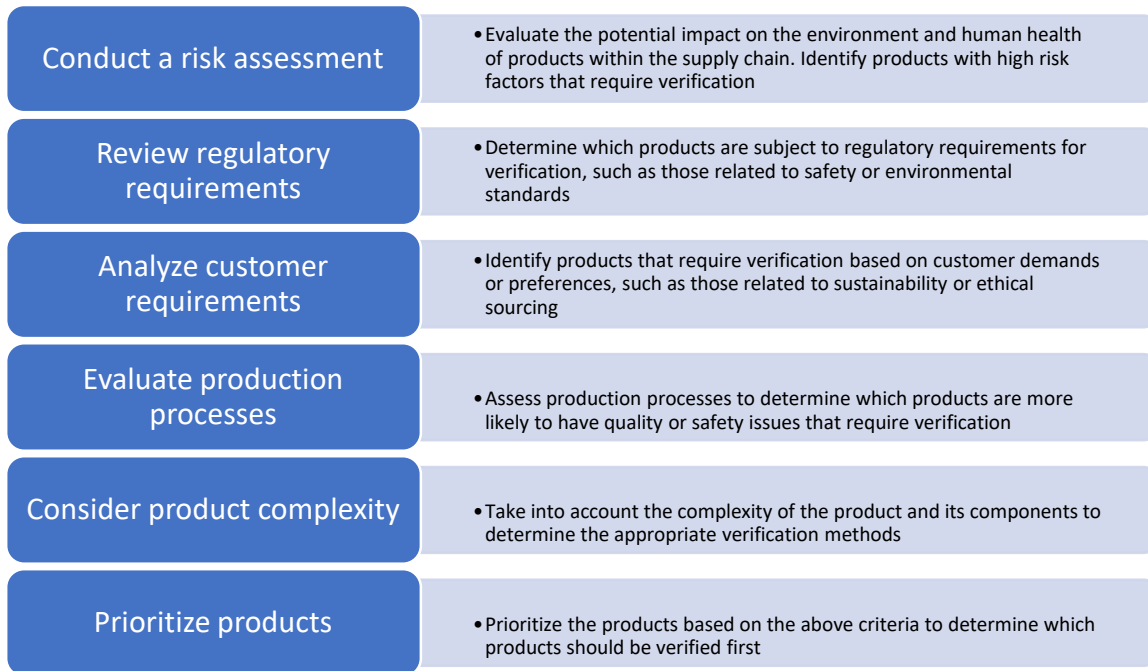 Conduct a risk assessment
•Evaluate the potential impact on the environment and human health
of products within the supply chain. Identify products with high risk
factors that require verification
Review regulatory
requirements
•Determine which products are subject to regulatory requirements for
verification, such as those related to safety or environmental
standards
Analyze customer
requirements
•Identify products that require verification based on customer demands
or preferences, such as those related to sustainability or ethical
sourcing
Evaluate production
processes
•Assess production processes to determine which products are more
likely to have quality or safety issues that require verification
Consider product complexity
•Take into account the complexity of the product and its components to
determine the appropriate verification methods
Prioritize products
•Prioritize the products based on the above criteria to determine which
products should be verified first